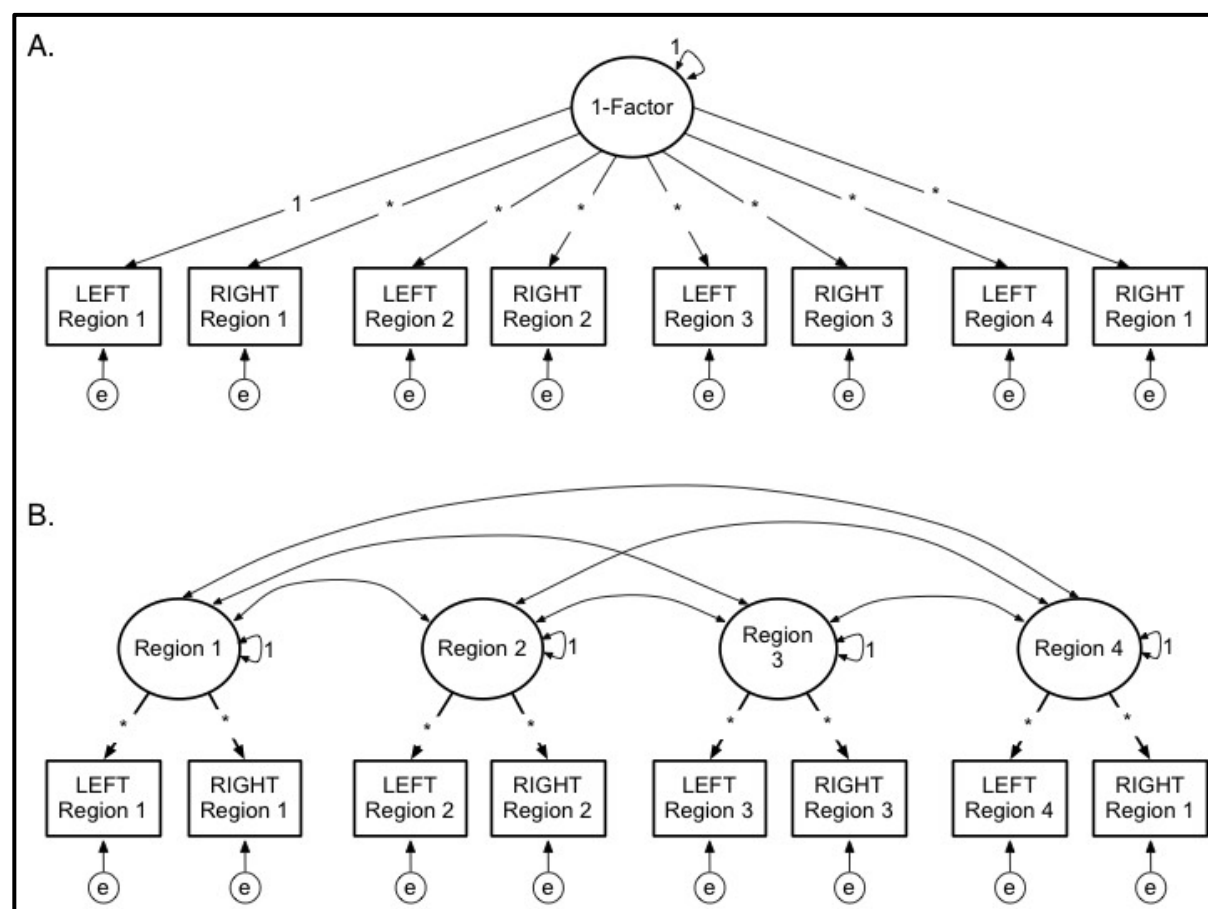 A.
1
1-Factor
1 * * * * * * *
LEFT RIGHT LEFT RIGHT LEFT RIGHT LEFT RIGHT
Region 1 Region 1 Region 2 Region 2 Region 3 Region 3 Region 4 Region 1
e e e e e e e e
B.
Region 1 1 Region 2 1 Region 1 Region 4 1
3
* * * * * * * *
LEFT RIGHT LEFT RIGHT LEFT RIGHT LEFT RIGHT
Region 1 Region 1 Region 2 Region 2 Region 3 Region 3 Region 4 Region 1
e e e e e e e e